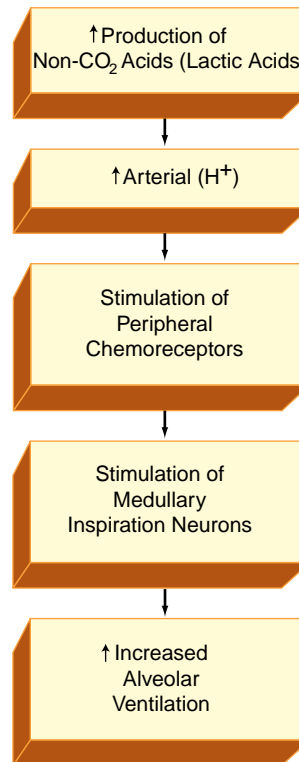 ↑Production of
Non-CO₂ Acids (Lactic Acids
↑Arterial (H⁺)
Stimulation of
Peripheral
Chemoreceptors
Stimulation of
Medullary
Inspiration Neurons
↑Increased
Alveolar
Ventilation